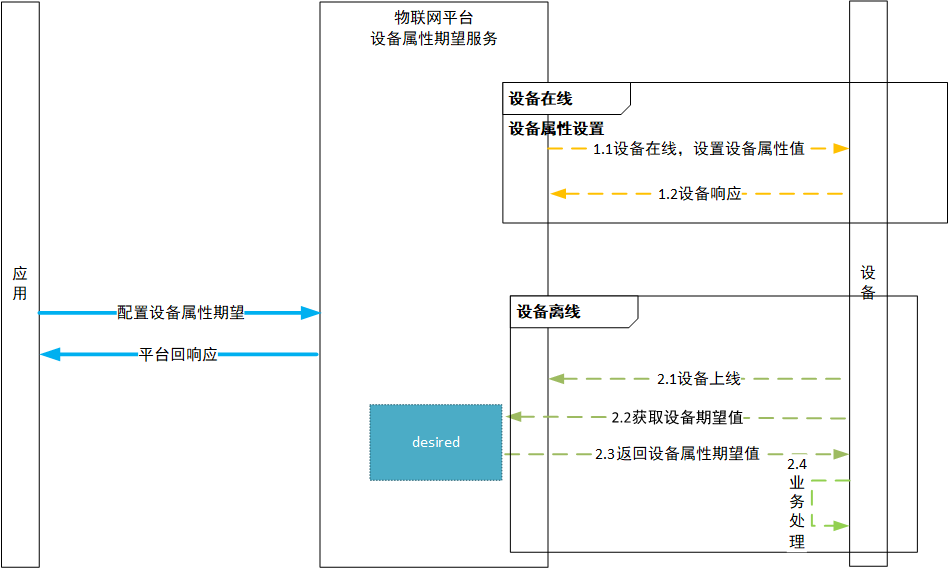 物联网平台
设备属性期望服务
设备在线
设备属性设置
1.1设备在线，设置设备属性值
1.2设备响应
应用
设备
配置设备属性期望
设备离线
平台回响应
2.1设备上线
2.2获取设备期望值
desired
2.3返回设备属性期望值
2.4
业务处理